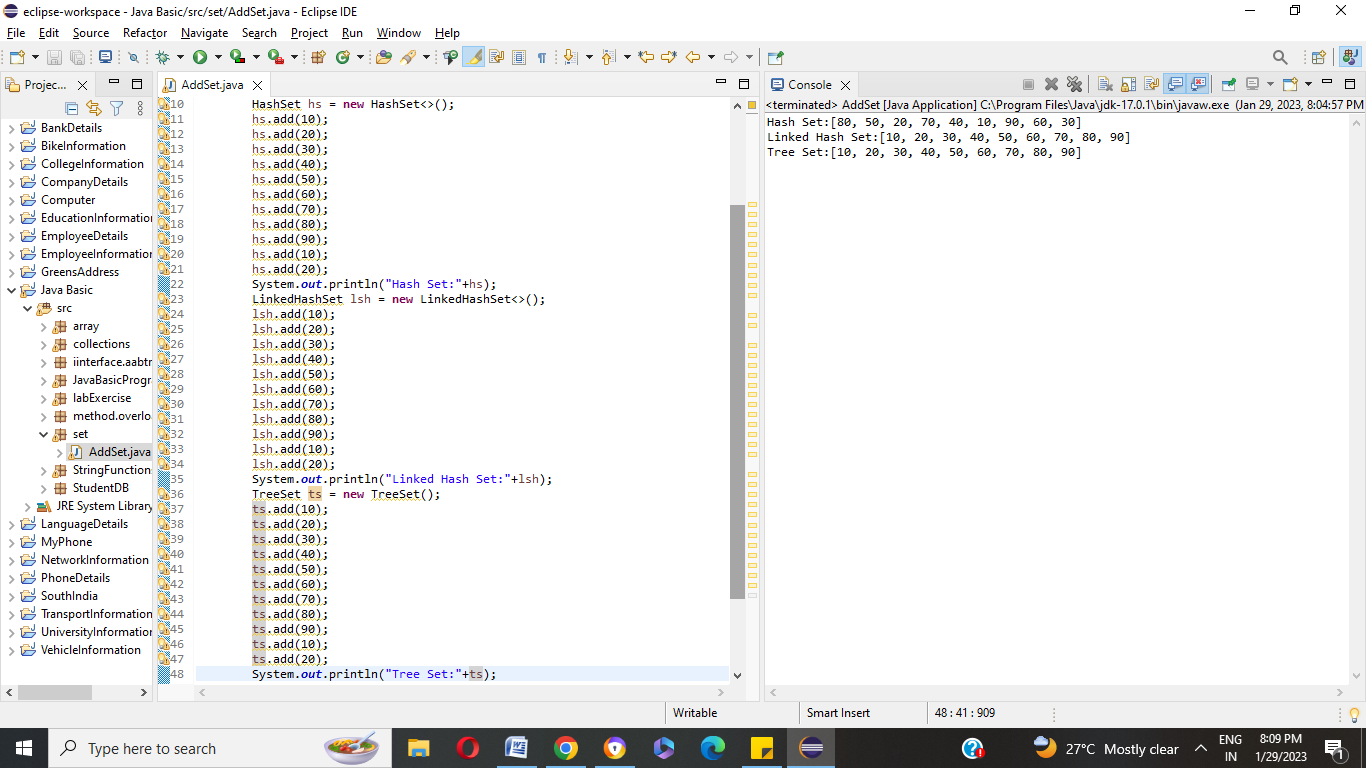 eclipse-workspace - Java Basic/src/set/AddSet.java - Eclipse IDE
File Edit Source Refactor Navigate Search Project Run Window Help
Projec...
BankDetails
BikeInformation
CollegeInformation
CompanyDetails
Computer
EducationInformatio
EmployeeDetails
EmployeeInformation
GreensAddress
Java Basic
src
array
collections
iinterface.aabtr
JavaBasicProgr
labExercise
method.overlo
set
AddSet.java
StringFunction
StudentDB
JRE System Library
LanguageDetails
MyPhone
NetworkInformation
PhoneDetails
SouthIndia
TransportInformation
UniversityInformation
VehicleInformation
AddSet.java
10 HashSet hs = new HashSet<>();
11 hs.add(10);
12 hs.add(20);
13 hs.add(30);
14 hs.add(40);
15 hs.add(50);
16 hs.add(60);
17 hs.add(70);
18 hs.add(80);
19 hs.add(90);
20 hs.add(10);
21 hs.add(20);
22 System.out.println("Hash Set:"+hs);
23 LinkedHashSet lsh = new LinkedHashSet<>();
24 lsh.add(10);
25 lsh.add(20);
26 lsh.add(30);
27 lsh.add(40);
28 lsh.add(50);
29 lsh.add(60);
30 lsh.add(70);
31 lsh.add(80);
32 lsh.add(90);
33 lsh.add(10);
34 lsh.add(20);
35 System.out.println("Linked Hash Set:"+lsh);
36 TreeSet ts = new TreeSet();
37 ts.add(10);
38 ts.add(20);
39 ts.add(30);
40 ts.add(40);
41 ts.add(50);
42 ts.add(60);
43 ts.add(70);
44 ts.add(80);
45 ts.add(90);
46 ts.add(10);
47 ts.add(20);
48 System.out.println("Tree Set:"+ts);
Console
<terminated> AddSet [Java Application] C:\Program Files\Java\jdk-17.0.1\bin\javaw.exe (Jan 29, 2023, 8:04:57 PM
Hash Set:[80, 50, 20, 70, 40, 10, 90, 60, 30]
Linked Hash Set:[10, 20, 30, 40, 50, 60, 70, 80, 90]
Tree Set:[10, 20, 30, 40, 50, 60, 70, 80, 90]
Writable Smart Insert 48 : 41 : 909
Type here to search
27°C Mostly clear
ENG
IN
8:09 PM
1/29/2023
1